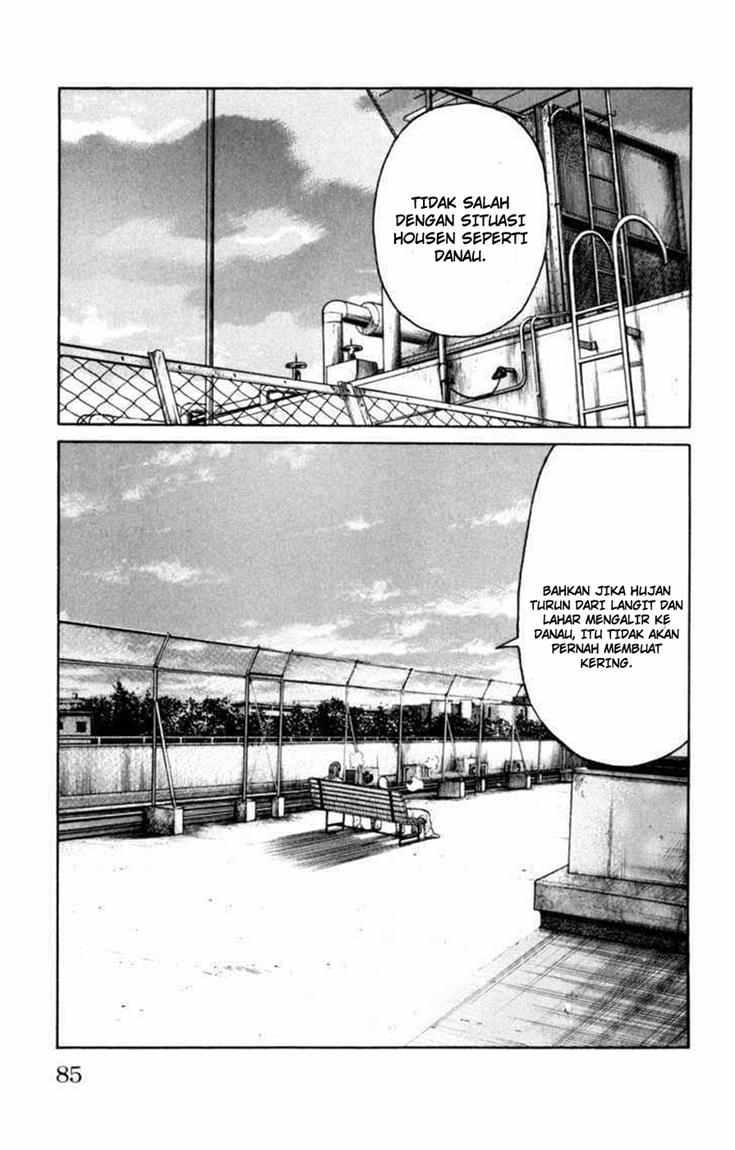 TIDAK SALAH
DENGAN SITUASI
HOUSEN SEPERTI
DANAU.
BAHKAN JIKA HUJAN
TURUN DARI LANGIT DAN
LAHAR MENGALIR KE
DANAU, ITU TIDAK AKAN
PERNAH MEMBUAT
KERING.
85